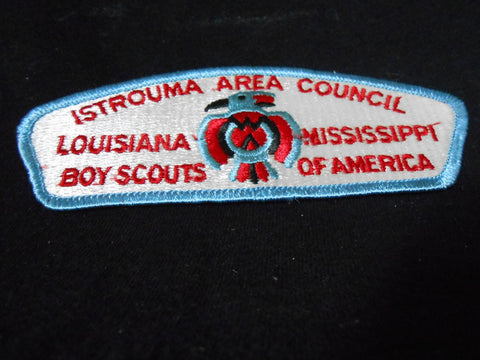 ISTROUMA AREA COUNCIL
LOUISIANA MISSISSIPPI
BOY SCOUTS OF AMERICA